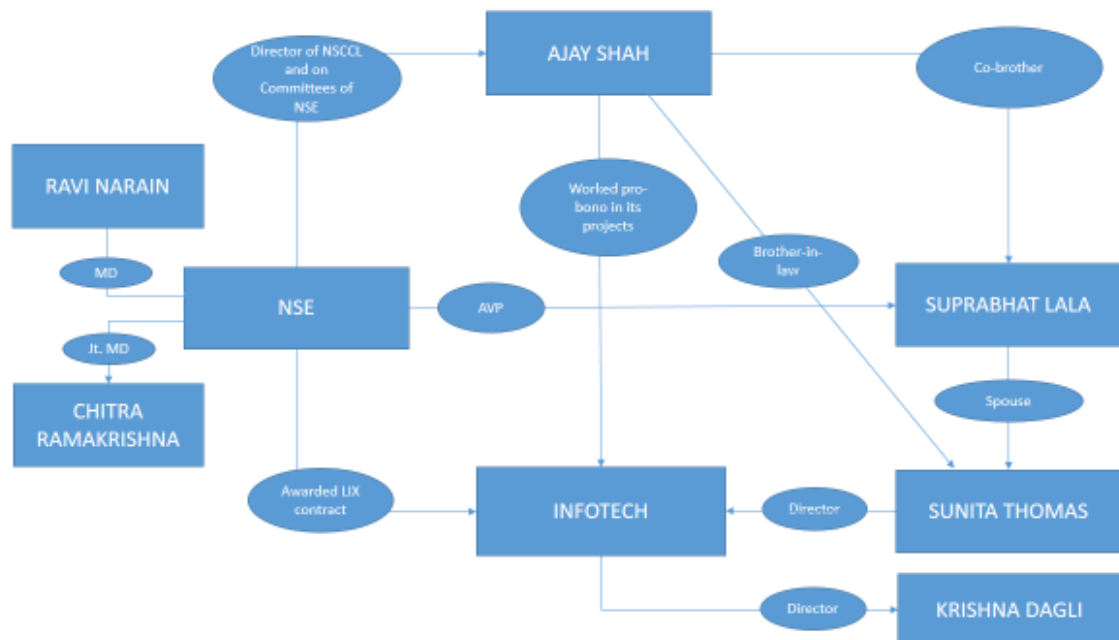 Director of NSCCL
and on
Committees of
NSE
AJAY SHAH
Co-brother
RAVI NARAIN
Worked pro-
bono in its
projects
MD
Brother-in-
law
NSE
AVP
SUPRABHAT LALA
Jt. MD
CHITRA
RAMAKRISHNA
Spouse
Awarded LIX
contract
INFOTECH
Director
SUNITA THOMAS
Director
KRISHNA DAGLI